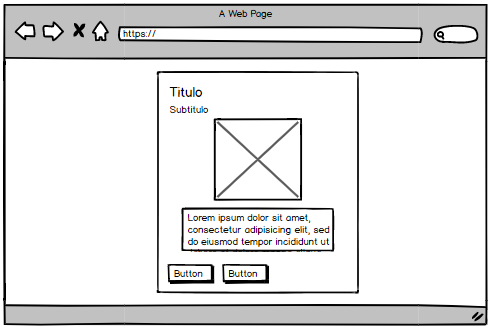 A Web Page
https://
Titulo
Subtitulo
Lorem ipsum dolor sit amet,
consectetur adipisicing elit, sed
do eiusmod tempor incididunt ut
Button Button